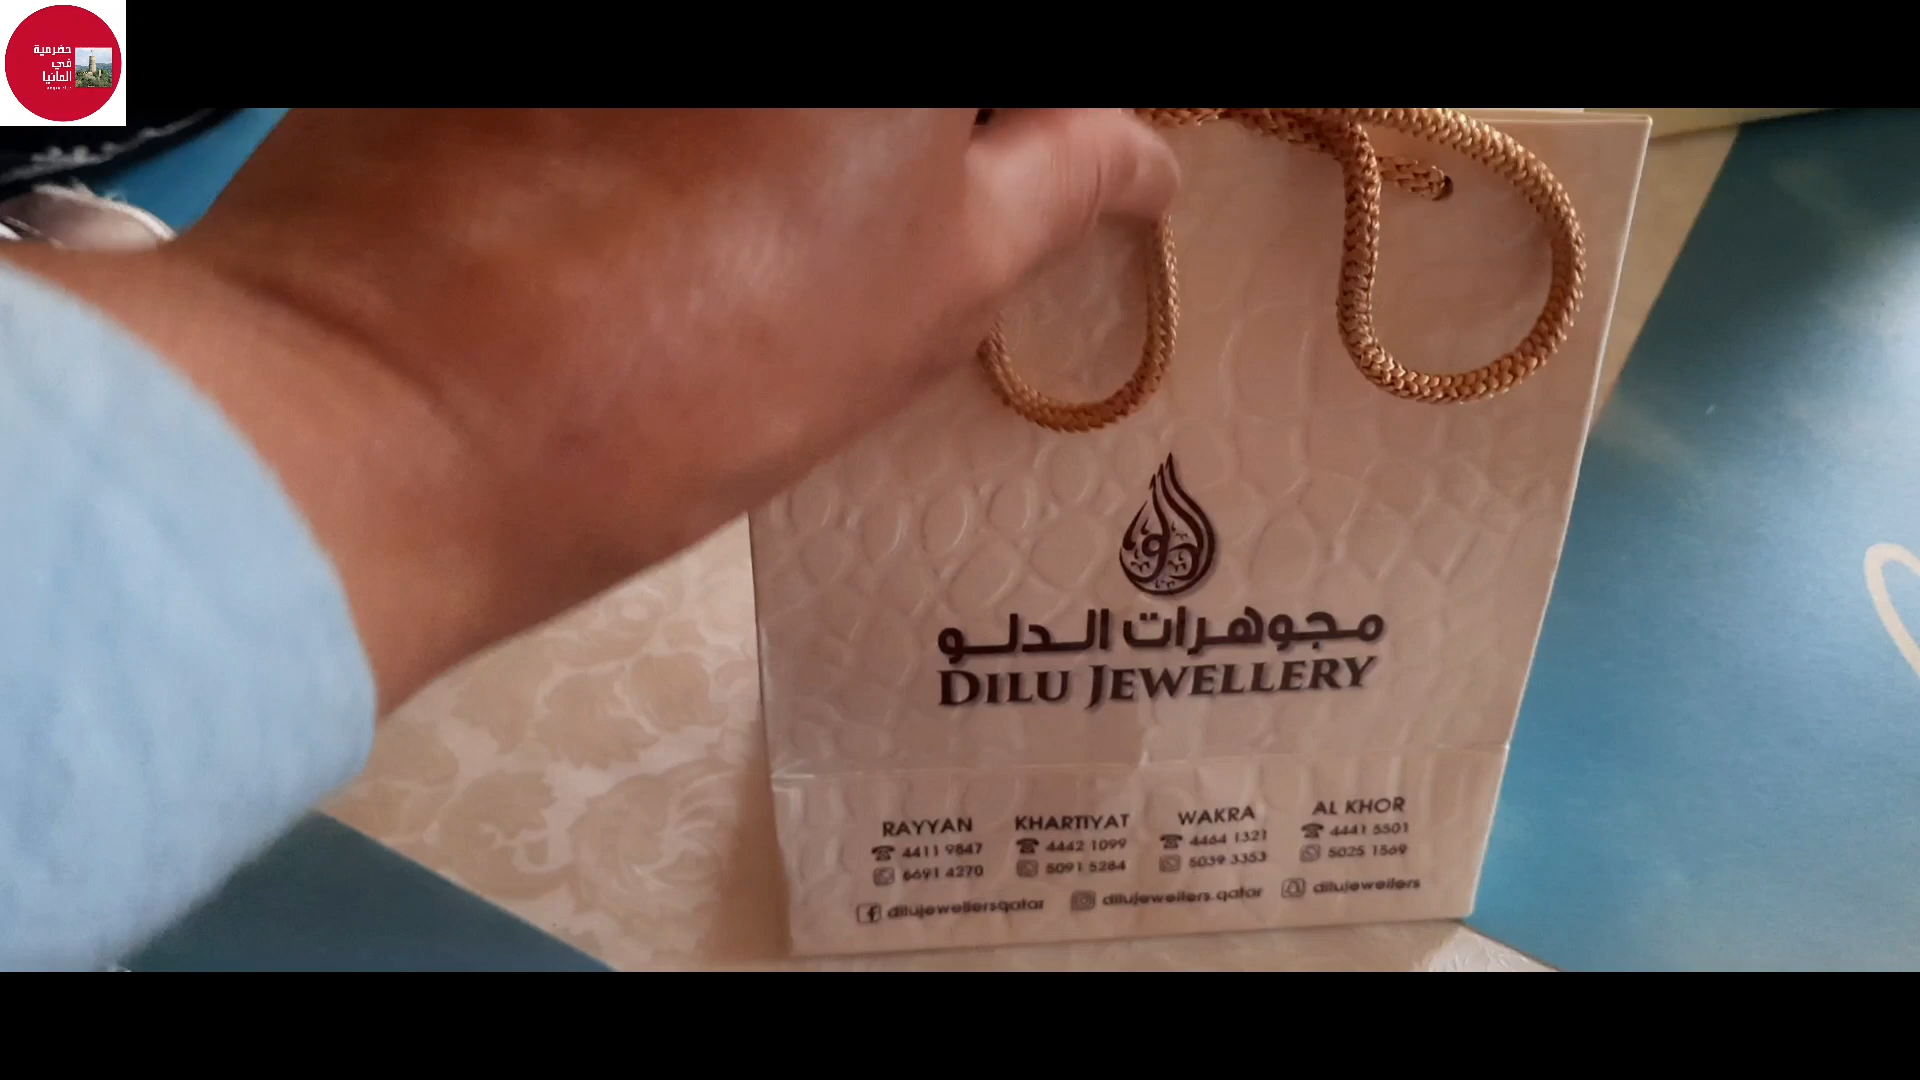 حضرمية
في
المانيا
مجوهرات الدلو
DILU JEWELLERY
RAYYAN KHARTIYAT WAKRA AL KHOR
4411 9847 4442 1099 4464 1321 4441 5501
6691 4270 5091 5284 5039 3353 5025 1569
dilujewellersqatar dilujewellers.qatar dilujewellers